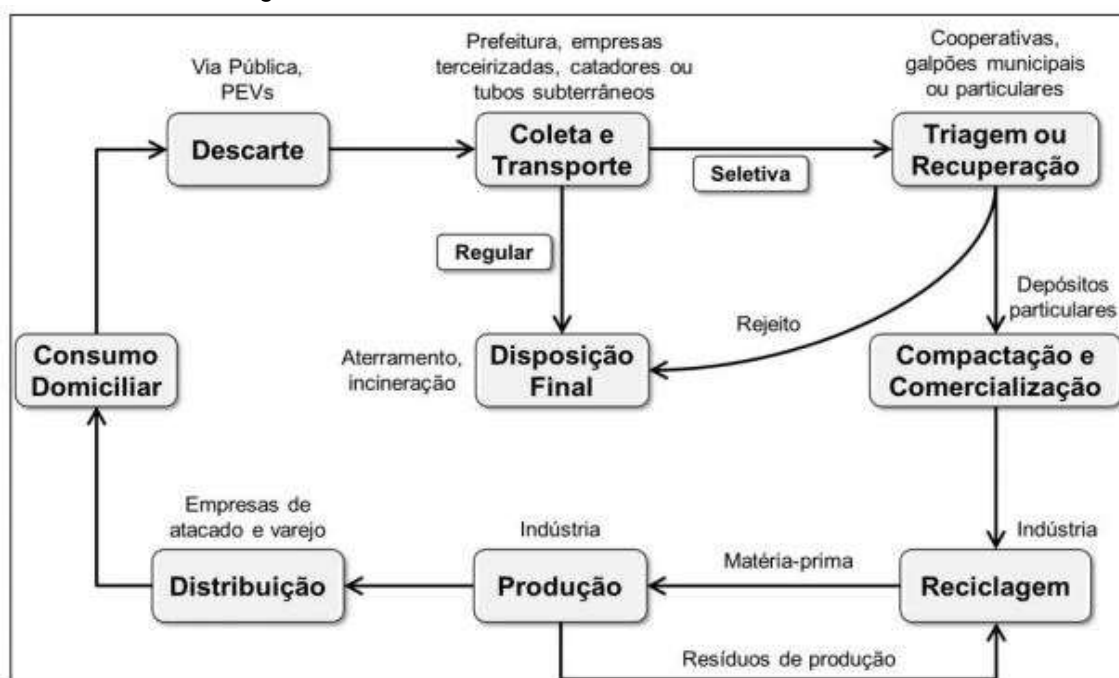 Via Pública,
PEVs
Descarte
Prefeitura, empresas
terceirizadas, catadores ou
tubos subterrâneos
Coleta e
Transporte
Seletiva
Cooperativas,
galpões municipais
ou particulares
Triagem ou
Recuperação
Regular
Rejeito
Depósitos
particulares
Consumo
Domiciliar
Aterramento,
incineração
Disposição
Final
Compactação e
Comercialização
Empresas de
atacado e varejo
Distribuição
Indústria
Produção
Matéria-prima
Indústria
Reciclagem
Resíduos de produção